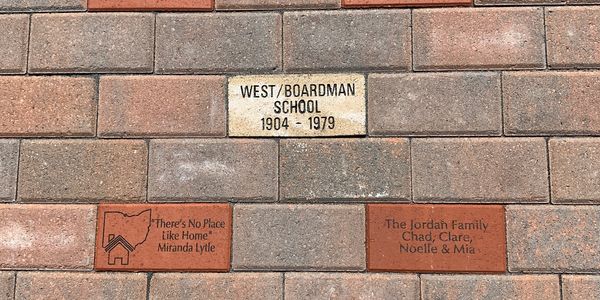 WEST/BOARDMAN
SCHOOL
1904 - 1979
"There's No Place
Like Home"
Miranda Lytle
The Jordan Family
Chad, Clare,
Noelle & Mia